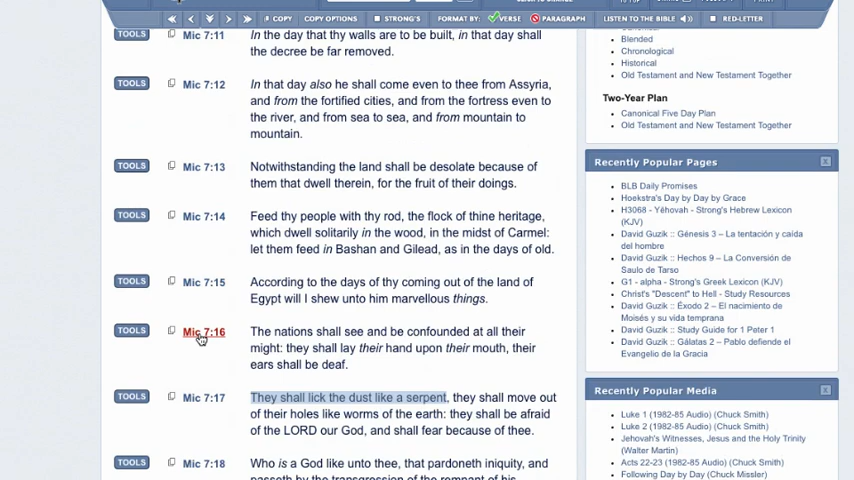 COPY COPY OPTIONS STRONG'S FORMAT BY: VERSE PARAGRAPH LISTEN TO THE BIBLE RED-LETTER
TOOLS Mic 7:11 In the day that thy walls are to be built, in that day shall
the decree be far removed.
TOOLS Mic 7:12 In that day also he shall come even to thee from Assyria,
and from the fortified cities, and from the fortress even to
the river, and from sea to sea, and from mountain to
mountain.
TOOLS Mic 7:13 Notwithstanding the land shall be desolate because of
them that dwell therein, for the fruit of their doings.
TOOLS Mic 7:14 Feed thy people with thy rod, the flock of thine heritage,
which dwell solitarily in the wood, in the midst of Carmel:
let them feed in Bashan and Gilead, as in the days of old.
TOOLS Mic 7:15 According to the days of thy coming out of the land of
Egypt will I shew unto him marvellous things.
TOOLS Mic 7:16 The nations shall see and be confounded at all their
might: they shall lay their hand upon their mouth, their
ears shall be deaf.
TOOLS Mic 7:17 They shall lick the dust like a serpent, they shall move out
of their holes like worms of the earth: they shall be afraid
of the LORD our God, and shall fear because of thee.
TOOLS Mic 7:18 Who is a God like unto thee, that pardoneth iniquity, and
passeth by the transgression of the remnant of his
Blended
Chronological
Historical
Old Testament and New Testament Together
Two-Year Plan
Canonical Five Day Plan
Old Testament and New Testament Together
Recently Popular Pages
BLB Daily Promises
Hoekstra's Day by Day by Grace
H3068 - Yĕhovah - Strong's Hebrew Lexicon
(KJV)
David Guzik :: Génesis 3 – La tentación y caída
del hombre
David Guzik :: Hechos 9 – La Conversión de
Saulo de Tarso
G1 - alpha - Strong's Greek Lexicon (KJV)
Christ's "Descent" to Hell - Study Resources
David Guzik :: Éxodo 2 – El nacimiento de
Moisés y su vida temprana
David Guzik :: Study Guide for 1 Peter 1
David Guzik :: Gálatas 2 – Pablo defiende el
Evangelio de la Gracia
Recently Popular Media
Luke 1 (1982-85 Audio) (Chuck Smith)
Luke 2 (1982-85 Audio) (Chuck Smith)
Jehovah's Witnesses, Jesus and the Holy Trinity
(Walter Martin)
Acts 22-23 (1982-85 Audio) (Chuck Smith)
Following Day by Day (Chuck Missler)